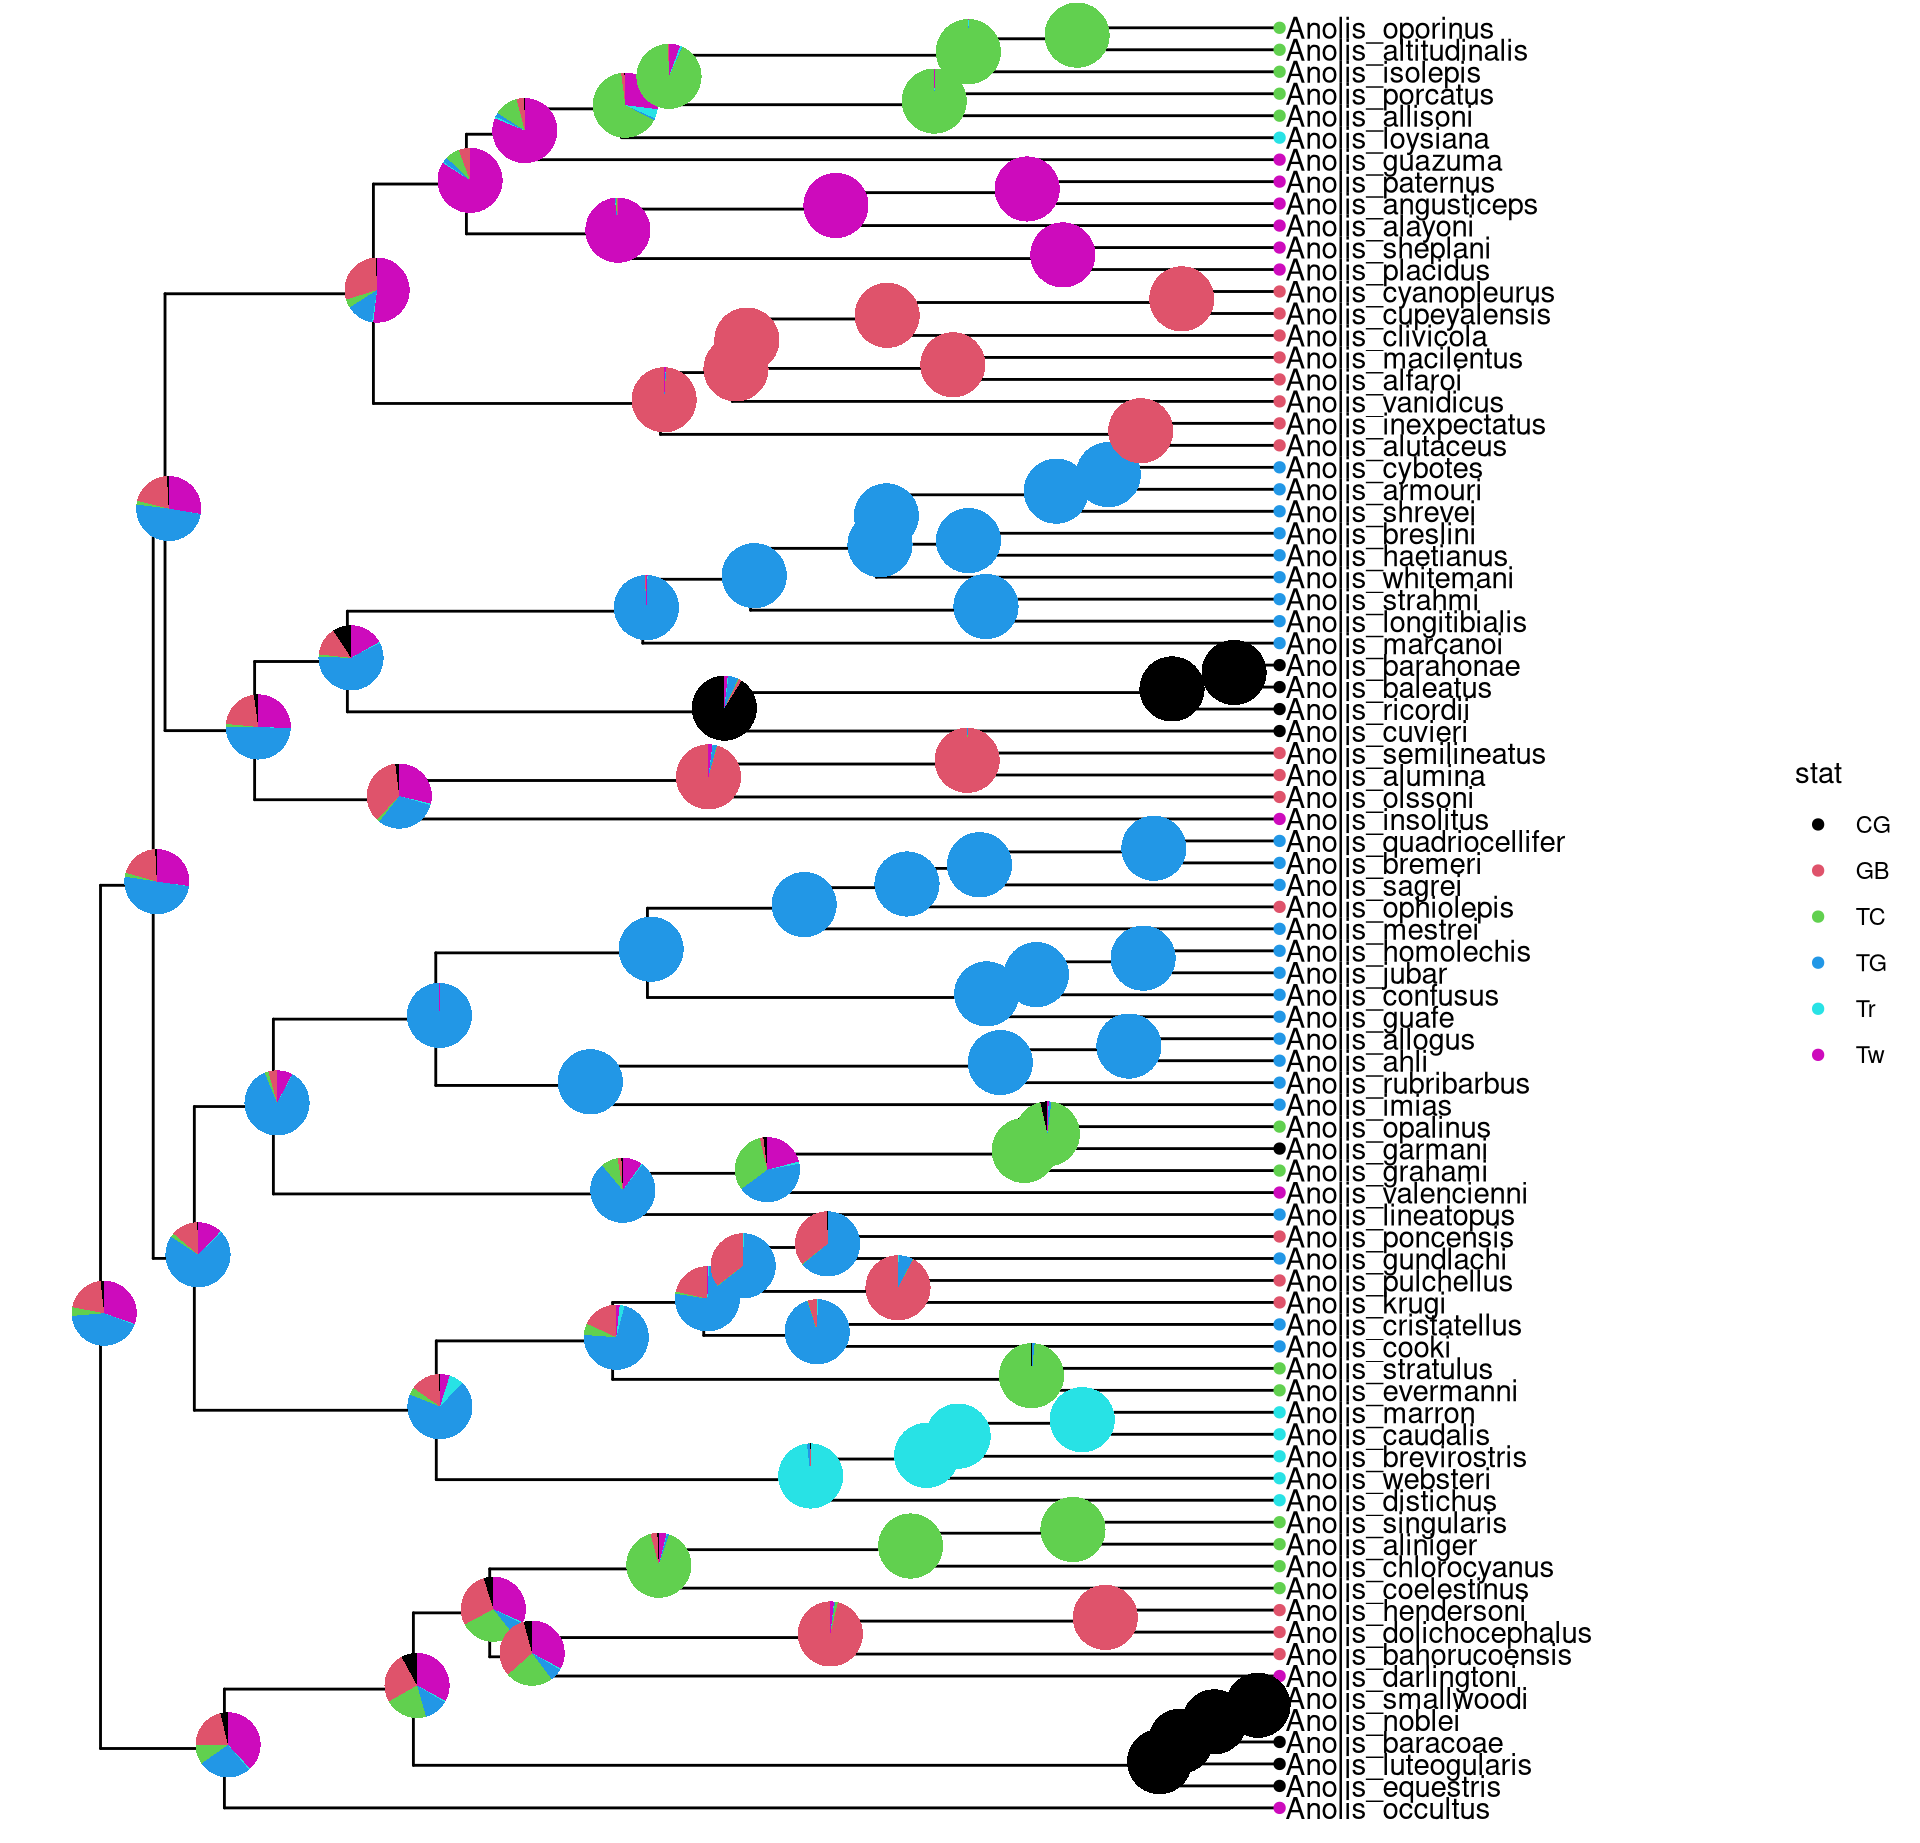 Anolis_oporinus
Anolis_altitudinalis
Anolis_isolepis
Anolis_porcatus
Anolis_allisoni
Anolis_loysiana
Anolis_guazuma
Anolis_paternus
Anolis_angusticeps
Anolis_alayoni
Anolis_sheplani
Anolis_placidus
Anolis_cyanopleurus
Anolis_cupeyalensis
Anolis_clivicola
Anolis_macilentus
Anolis_alfaroi
Anolis_vanidicus
Anolis_inexpectatus
Anolis_alutaceus
Anolis_cybotes
Anolis_armouri
Anolis_shrevei
Anolis_breslini
Anolis_haetianus
Anolis_whitemani
Anolis_strahmi
Anolis_longitibialis
Anolis_marcanoi
Anolis_barahonae
Anolis_baleatus
Anolis_ricordii
Anolis_cuvieri
Anolis_semilineatus
Anolis_alumina
Anolis_olssoni
Anolis_insolitus
Anolis_quadriocellifer
Anolis_bremeri
Anolis_sagrei
Anolis_ophiolepis
Anolis_mestrei
Anolis_homolechis
Anolis_jubar
Anolis_confusus
Anolis_guafe
Anolis_allogus
Anolis_ahli
Anolis_rubribarbus
Anolis_imias
Anolis_opalinus
Anolis_garmani
Anolis_grahami
Anolis_valencienni
Anolis_lineatopus
Anolis_poncensis
Anolis_gundlachi
Anolis_pulchellus
Anolis_krugi
Anolis_cristatellus
Anolis_cooki
Anolis_stratulus
Anolis_evermanni
Anolis_marron
Anolis_caudalis
Anolis_brevirostris
Anolis_websteri
Anolis_distichus
Anolis_singularis
Anolis_aliniger
Anolis_chlorocyanus
Anolis_coelestinus
Anolis_hendersoni
Anolis_dolichocephalus
Anolis_bahorucoensis
Anolis_darlingtoni
Anolis_smallwoodi
Anolis_noblei
Anolis_baracoae
Anolis_luteogularis
Anolis_equestris
Anolis_occultus
stat
CG
GB
TC
TG
Tr
Tw